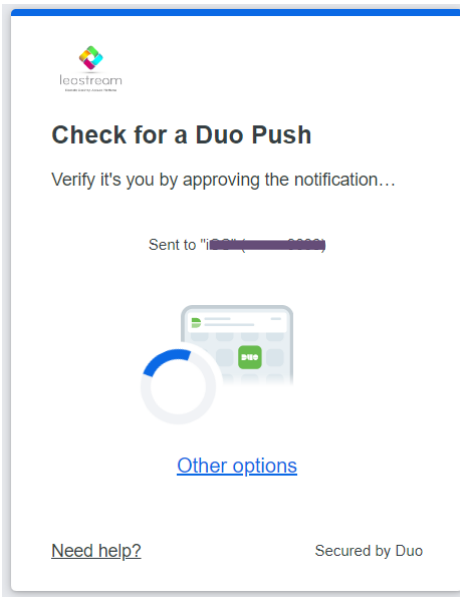 leostream
Check for a Duo Push
Verify it's you by approving the notification…
Sent to "i
DUO
Other options
Need help?
Secured by Duo